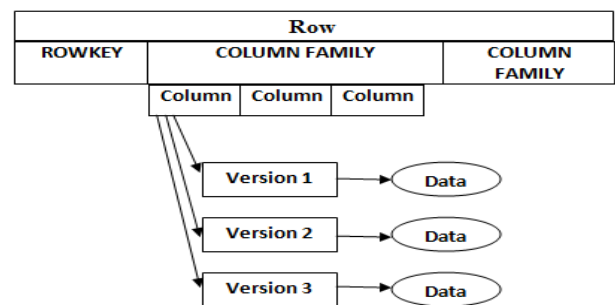 Row
ROWKEY COLUMN FAMILY COLUMN FAMILY
Column Column Column
Version 1 Data
Version 2 Data
Version 3 Data